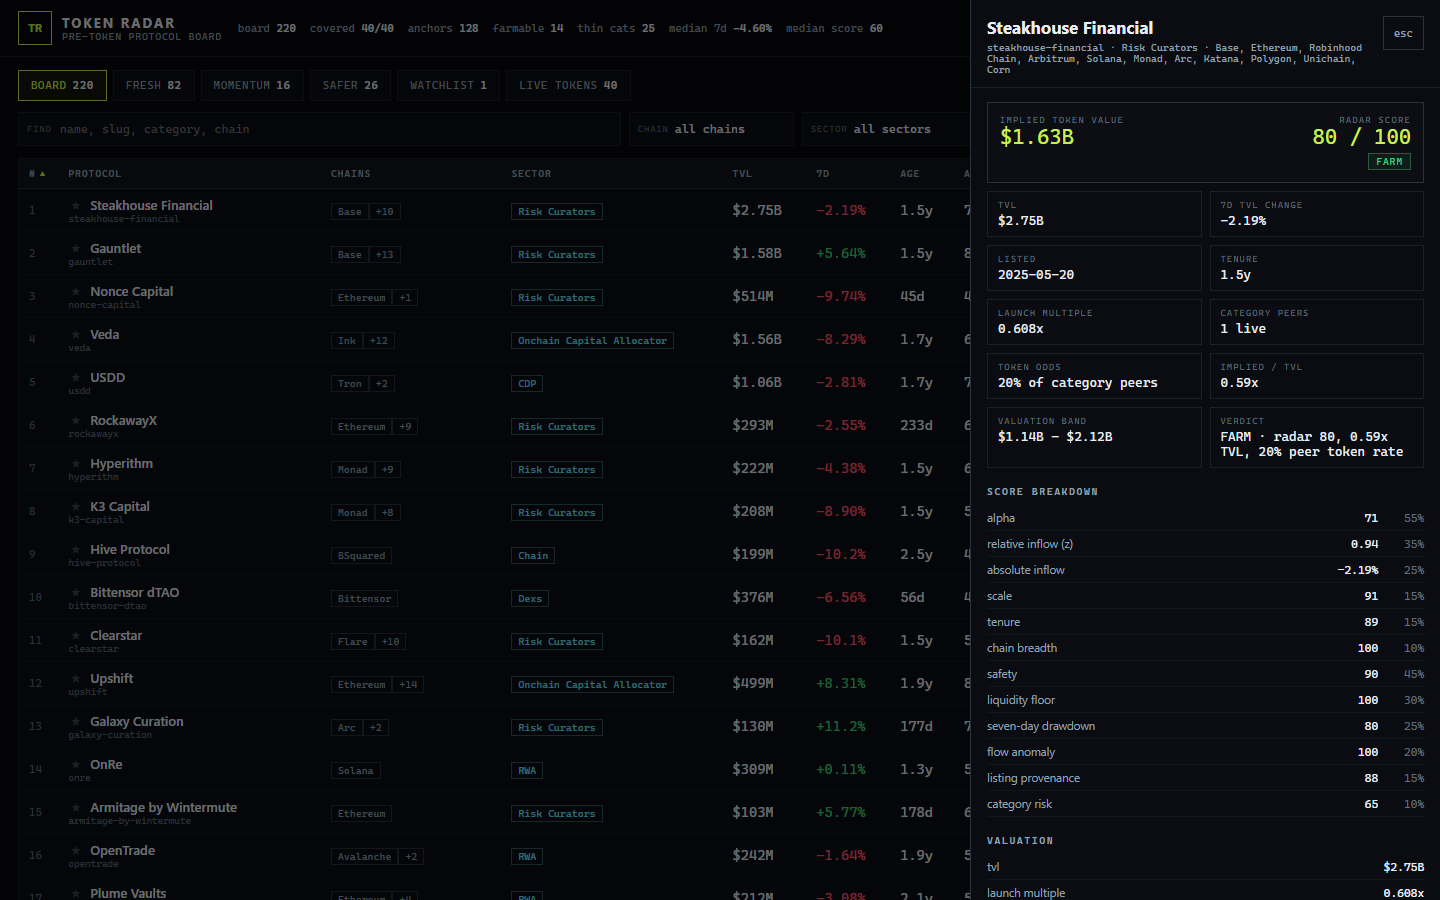 TR
TOKEN RADAR
PRE-TOKEN PROTOCOL BOARD
board 220 covered 40/40 anchors 128 farmable 14 thin cats 25 median 7d −4.60% median score 60
BOARD 220
FRESH 82
MOMENTUM 16
SAFER 26
WATCHLIST 1
LIVE TOKENS 40
FIND name, slug, category, chain
CHAIN all chains
SECTOR all sectors
# ▲ PROTOCOL CHAINS SECTOR TVL 7D AGE
1 ★ Steakhouse Financial Base +10 Risk Curators $2.75B −2.19% 1.5y
steakhouse-financial
2 ★ Gauntlet Base +13 Risk Curators $1.58B +5.64% 1.5y
gauntlet
3 ★ Nonce Capital Ethereum +1 Risk Curators $514M −9.74% 45d
nonce-capital
4 ★ Veda Ink +12 Onchain Capital Allocator $1.56B −8.29% 1.7y
veda
5 ★ USDD Tron +2 CDP $1.06B −2.81% 1.7y
usdd
6 ★ RockawayX Ethereum +9 Risk Curators $293M −2.55% 233d
rockawayx
7 ★ Hyperithm Monad +9 Risk Curators $222M −4.38% 1.5y
hyperithm
8 ★ K3 Capital Monad +8 Risk Curators $208M −8.90% 1.5y
k3-capital
9 ★ Hive Protocol BSquared Chain $199M −10.2% 2.5y
hive-protocol
10 ★ Bittensor dTAO Bittensor Dexs $376M −6.56% 56d
bittensor-dtao
11 ★ Clearstar Flare +10 Risk Curators $162M −10.1% 1.5y
clearstar
12 ★ Upshift Ethereum +14 Onchain Capital Allocator $499M +8.31% 1.9y
upshift
13 ★ Galaxy Curation Arc +2 Risk Curators $130M +11.2% 177d
galaxy-curation
14 ★ OnRe Solana RWA $309M +0.11% 1.3y
onre
15 ★ Armitage by Wintermute Ethereum Risk Curators $103M +5.77% 178d
armitage-by-wintermute
16 ★ OpenTrade Avalanche +2 RWA $242M −1.64% 1.9y
opentrade
17 ★ Plume Vaults Ethereum RWA $212M −3.08% 2.1y
Steakhouse Financial
esc
steakhouse-financial · Risk Curators · Base, Ethereum, Robinhood
Chain, Arbitrum, Solana, Monad, Arc, Katana, Polygon, Unichain,
Corn
IMPLIED TOKEN VALUE
$1.63B
RADAR SCORE
80 / 100
FARM
TVL
$2.75B
7D TVL CHANGE
−2.19%
LISTED
2025-05-20
TENURE
1.5y
LAUNCH MULTIPLE
0.608x
CATEGORY PEERS
1 live
TOKEN ODDS
20% of category peers
IMPLIED / TVL
0.59x
VALUATION BAND
$1.14B − $2.12B
VERDICT
FARM · radar 80, 0.59x
TVL, 20% peer token rate
SCORE BREAKDOWN
alpha 71 55%
relative inflow (z) 0.94 35%
absolute inflow −2.19% 25%
scale 91 15%
tenure 89 15%
chain breadth 100 10%
safety 90 45%
liquidity floor 100 30%
seven-day drawdown 80 25%
flow anomaly 100 20%
listing provenance 88 15%
category risk 65 10%
VALUATION
tvl $2.75B
launch multiple 0.608x